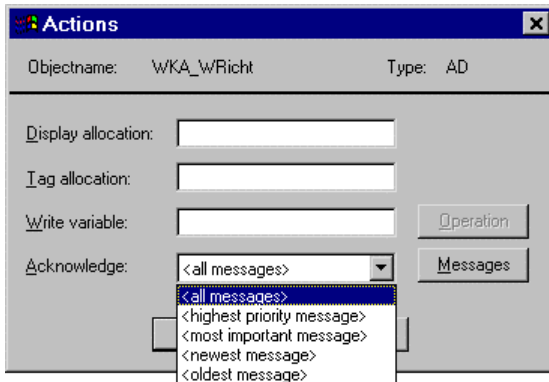 Actions
Objectname: WKA_WRicht Type: AD
Display allocation:
Tag allocation:
Write variable: Operation
Acknowledge: <all messages> Messages
<all messages>
<highest priority message>
<most important message>
<newest message>
<oldest message>